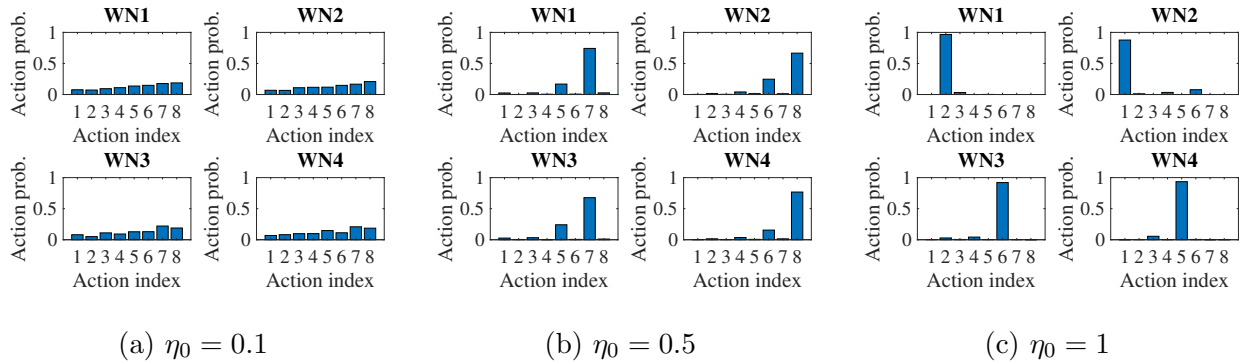 WN1 WN2
Action prob. 1 0.5 0 1 2 3 4 5 6 7 8 Action index
Action prob. 1 0.5 0 1 2 3 4 5 6 7 8 Action index
WN3 WN4
Action prob. 1 0.5 0 1 2 3 4 5 6 7 8 Action index
Action prob. 1 0.5 0 1 2 3 4 5 6 7 8 Action index
(a) η₀ = 0.1
WN1 WN2
Action prob. 1 0.5 0 1 2 3 4 5 6 7 8 Action index
Action prob. 1 0.5 0 1 2 3 4 5 6 7 8 Action index
WN3 WN4
Action prob. 1 0.5 0 1 2 3 4 5 6 7 8 Action index
Action prob. 1 0.5 0 1 2 3 4 5 6 7 8 Action index
(b) η₀ = 0.5
WN1 WN2
Action prob. 1 0.5 0 1 2 3 4 5 6 7 8 Action index
Action prob. 1 0.5 0 1 2 3 4 5 6 7 8 Action index
WN3 WN4
Action prob. 1 0.5 0 1 2 3 4 5 6 7 8 Action index
Action prob. 1 0.5 0 1 2 3 4 5 6 7 8 Action index
(c) η₀ = 1